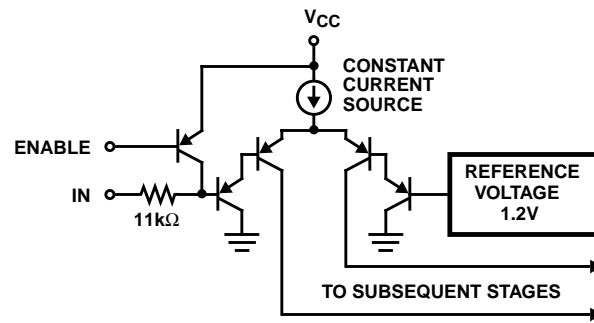 VCC
CONSTANT
CURRENT
SOURCE
ENABLE
IN
11kΩ
REFERENCE
VOLTAGE
1.2V
TO SUBSEQUENT STAGES